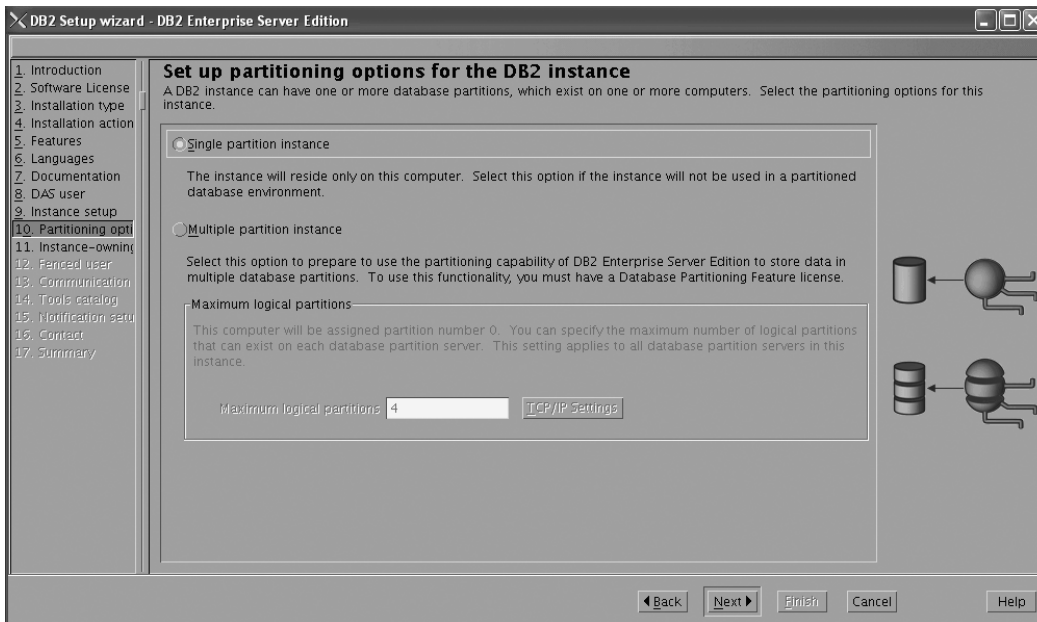 DB2 Setup wizard - DB2 Enterprise Server Edition
1. Introduction
2. Software License
3. Installation type
4. Installation action
5. Features
6. Languages
7. Documentation
8. DAS user
9. Instance setup
10. Partitioning opti
11. Instance-owning
12. Fenced user
13. Communication
14. Tools catalog
15. Notification setu
16. Contact
17. Summary
Set up partitioning options for the DB2 instance
A DB2 instance can have one or more database partitions, which exist on one or more computers. Select the partitioning options for this
instance.
Single partition instance
The instance will reside only on this computer. Select this option if the instance will not be used in a partitioned
database environment.
Multiple partition instance
Select this option to prepare to use the partitioning capability of DB2 Enterprise Server Edition to store data in
multiple database partitions. To use this functionality, you must have a Database Partitioning Feature license.
Maximum logical partitions
This computer will be assigned partition number 0. You can specify the maximum number of logical partitions
that can exist on each database partition server. This setting applies to all database partition servers in this
instance.
Maximum logical partitions 4 TCP/IP Settings
Back Next Finish Cancel Help